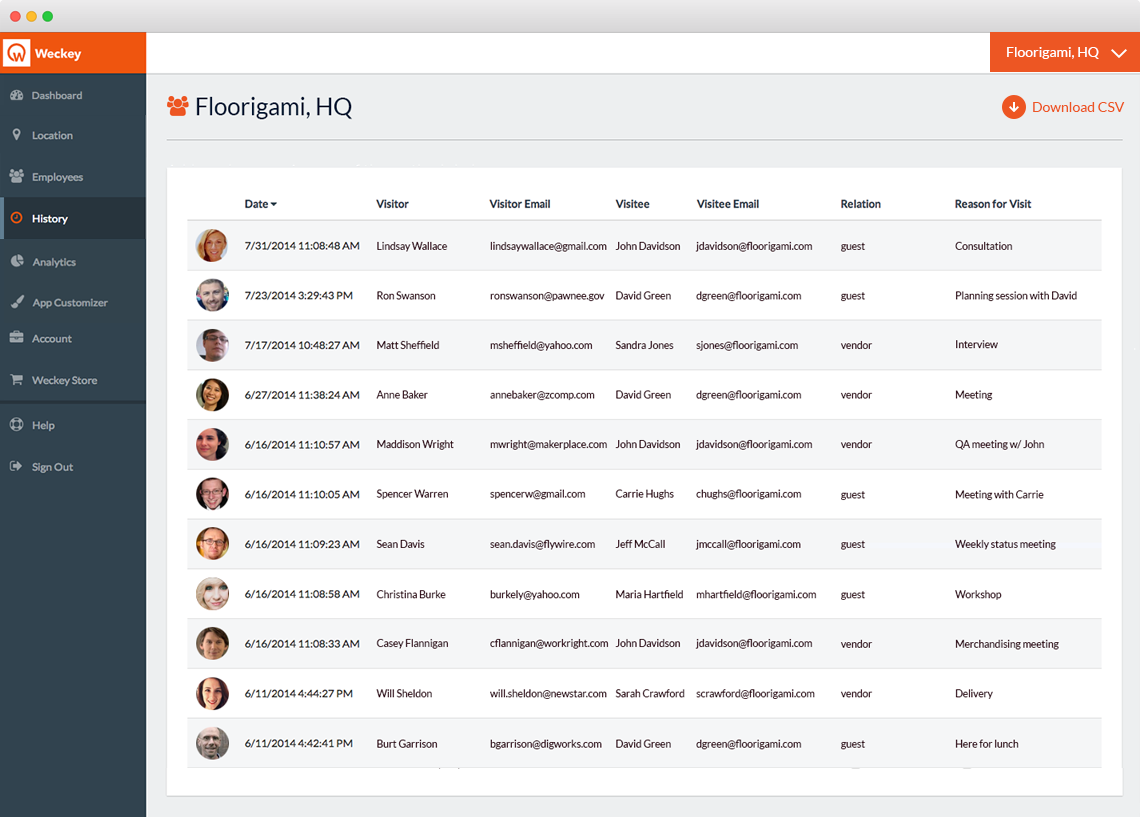 Weckey
Floorigami, HQ
Dashboard
Location
Employees
History
Analytics
App Customizer
Account
Weckey Store
Help
Sign Out
Floorigami, HQ
Download CSV
Date Visitor Visitor Email Visitee Visitee Email Relation Reason for Visit
7/31/2014 11:08:48 AM Lindsay Wallace lindsaywallace@gmail.com John Davidson jdavidson@floorigami.com guest Consultation
7/23/2014 3:29:43 PM Ron Swanson ronswanson@pawnee.gov David Green dgreen@floorigami.com guest Planning session with David
7/17/2014 10:48:27 AM Matt Sheffield msheffield@yahoo.com Sandra Jones sjones@floorigami.com vendor Interview
6/27/2014 11:38:24 AM Anne Baker annebaker@zcomp.com David Green dgreen@floorigami.com vendor Meeting
6/16/2014 11:10:57 AM Maddison Wright mwright@makerplace.com John Davidson jdavidson@floorigami.com vendor QA meeting w/ John
6/16/2014 11:10:05 AM Spencer Warren spencerw@gmail.com Carrie Hughs chughs@floorigami.com guest Meeting with Carrie
6/16/2014 11:09:23 AM Sean Davis sean.davis@flywire.com Jeff McCall jmccall@floorigami.com guest Weekly status meeting
6/16/2014 11:08:58 AM Christina Burke burkely@yahoo.com Maria Hartfield mhartfield@floorigami.com guest Workshop
6/16/2014 11:08:33 AM Casey Flannigan cflannigan@workright.com John Davidson jdavidson@floorigami.com vendor Merchandising meeting
6/11/2014 4:44:27 PM Will Sheldon will.sheldon@newstar.com Sarah Crawford scrawford@floorigami.com vendor Delivery
6/11/2014 4:42:41 PM Burt Garrison bgarrison@digworks.com David Green dgreen@floorigami.com guest Here for lunch